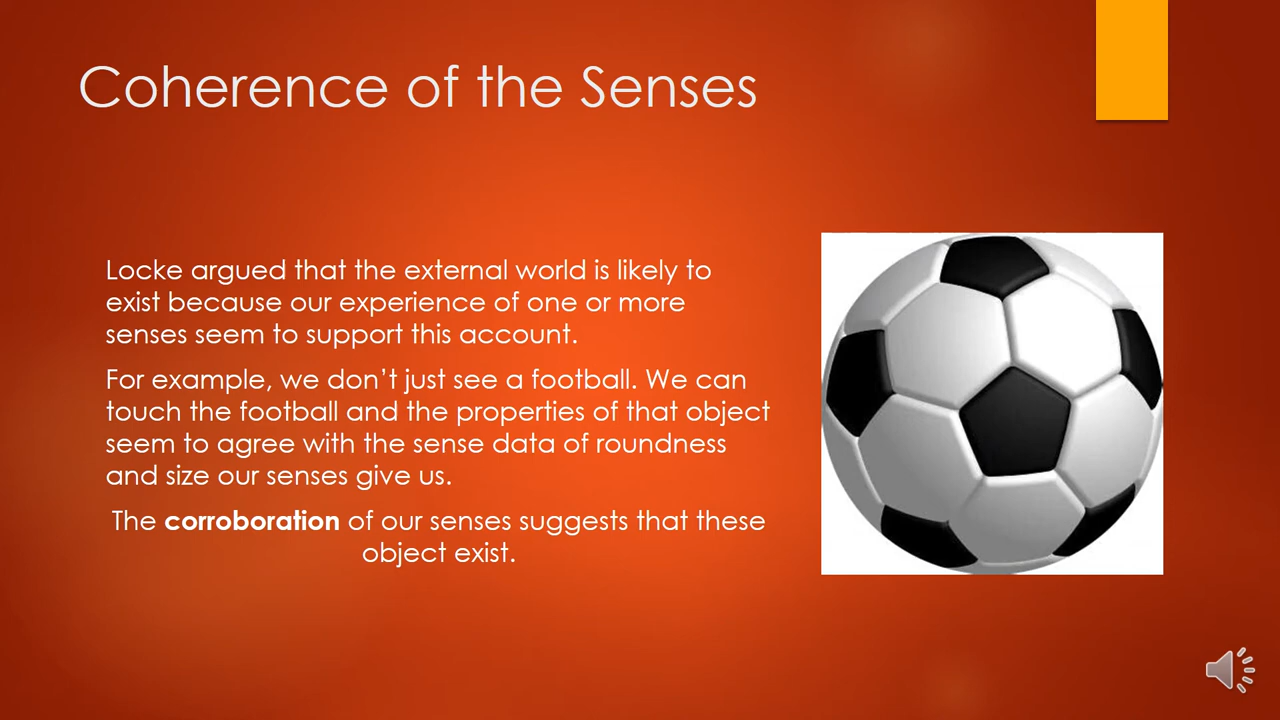 Coherence of the Senses
Locke argued that the external world is likely to
exist because our experience of one or more
senses seem to support this account.
For example, we don’t just see a football. We can
touch the football and the properties of that object
seem to agree with the sense data of roundness
and size our senses give us.
The corroboration of our senses suggests that these
object exist.